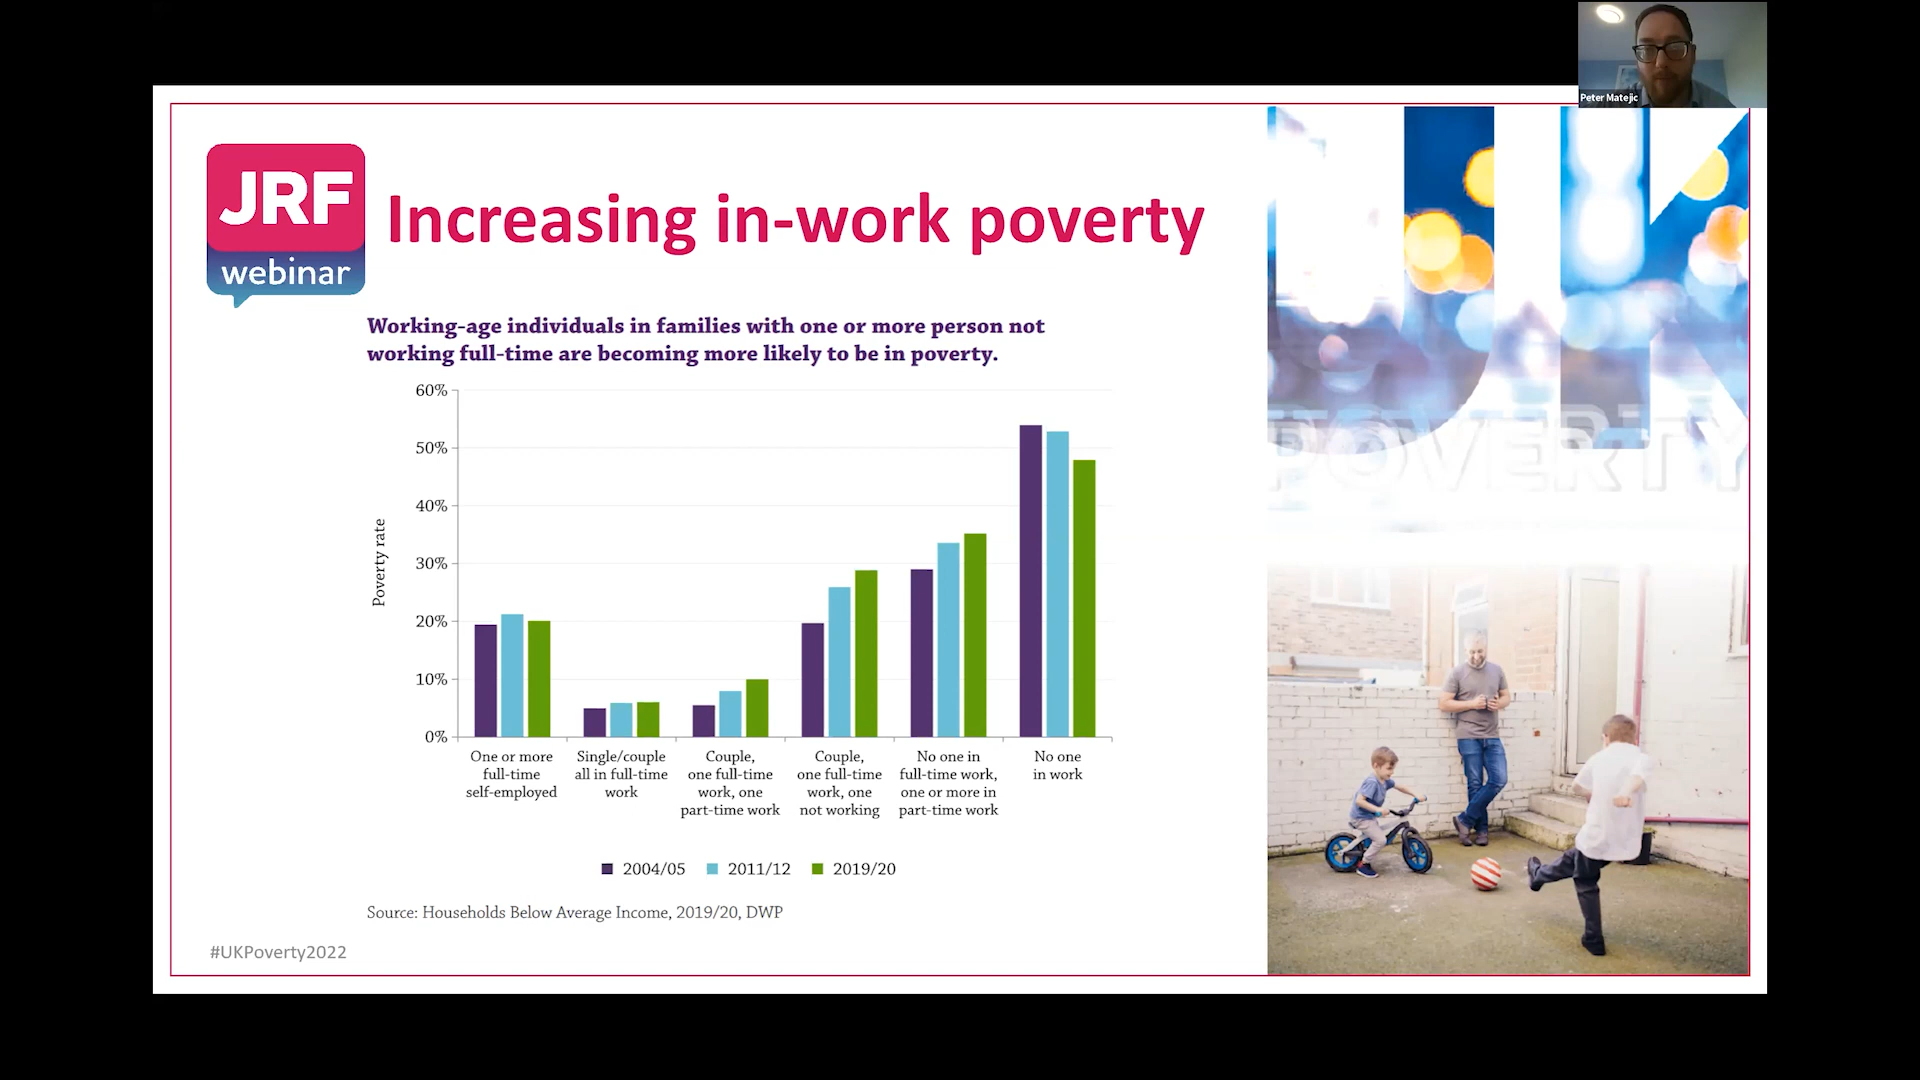 Peter Matejic
JRF
webinar
Increasing in-work poverty
UK
POVERTY
Working-age individuals in families with one or more person not
working full-time are becoming more likely to be in poverty.
60%
50%
40%
30%
20%
10%
0%
Poverty rate
One or more
full-time
self-employed
Single/couple
all in full-time
work
Couple,
one full-time
work, one
part-time work
Couple,
one full-time
work, one
not working
No one in
full-time work,
one or more in
part-time work
No one
in work
2004/05
2011/12
2019/20
Source: Households Below Average Income, 2019/20, DWP
#UKPoverty2022